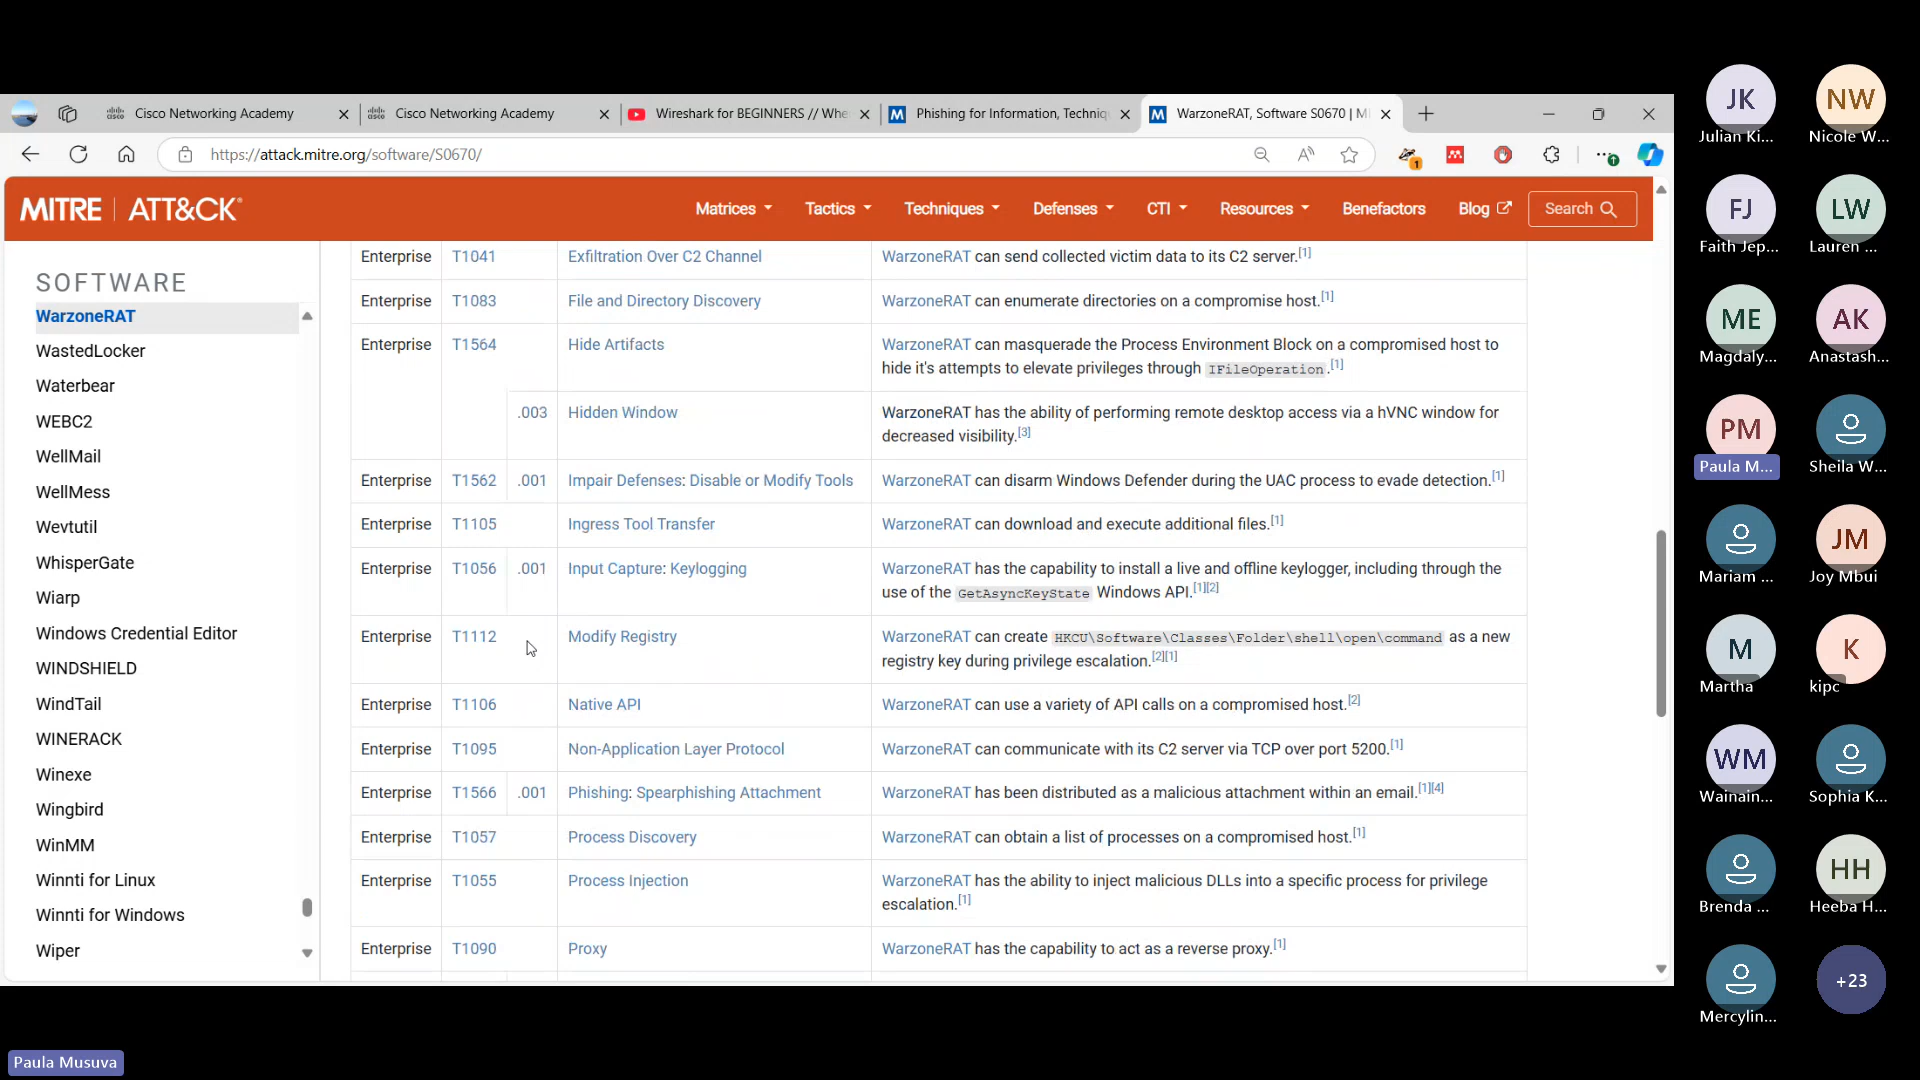 Cisco Networking Academy
Cisco Networking Academy
Wireshark for BEGINNERS // Whe
Phishing for Information, Techniq
WarzoneRAT, Software S0670 | M
https://attack.mitre.org/software/S0670/
1
MITRE | ATT&CK®
Matrices
Tactics
Techniques
Defenses
CTI
Resources
Benefactors
Blog
Search
SOFTWARE
WarzoneRAT
WastedLocker
Waterbear
WEBC2
WellMail
WellMess
Wevtutil
WhisperGate
Wiarp
Windows Credential Editor
WINDSHIELD
WindTail
WINERACK
Winexe
Wingbird
WinMM
Winnti for Linux
Winnti for Windows
Wiper
Enterprise T1041 Exfiltration Over C2 Channel WarzoneRAT can send collected victim data to its C2 server.[1]
Enterprise T1083 File and Directory Discovery WarzoneRAT can enumerate directories on a compromise host.[1]
Enterprise T1564 Hide Artifacts WarzoneRAT can masquerade the Process Environment Block on a compromised host to
hide it's attempts to elevate privileges through IFileOperation.[1]
.003 Hidden Window WarzoneRAT has the ability of performing remote desktop access via a hVNC window for
decreased visibility.[3]
Enterprise T1562 .001 Impair Defenses: Disable or Modify Tools WarzoneRAT can disarm Windows Defender during the UAC process to evade detection.[1]
Enterprise T1105 Ingress Tool Transfer WarzoneRAT can download and execute additional files.[1]
Enterprise T1056 .001 Input Capture: Keylogging WarzoneRAT has the capability to install a live and offline keylogger, including through the
use of the GetAsyncKeyState Windows API.[1][2]
Enterprise T1112 Modify Registry WarzoneRAT can create HKCU\Software\Classes\Folder\shell\open\command as a new
registry key during privilege escalation.[2][1]
Enterprise T1106 Native API WarzoneRAT can use a variety of API calls on a compromised host.[2]
Enterprise T1095 Non-Application Layer Protocol WarzoneRAT can communicate with its C2 server via TCP over port 5200.[1]
Enterprise T1566 .001 Phishing: Spearphishing Attachment WarzoneRAT has been distributed as a malicious attachment within an email.[1][4]
Enterprise T1057 Process Discovery WarzoneRAT can obtain a list of processes on a compromised host.[1]
Enterprise T1055 Process Injection WarzoneRAT has the ability to inject malicious DLLs into a specific process for privilege
escalation.[1]
Enterprise T1090 Proxy WarzoneRAT has the capability to act as a reverse proxy.[1]
JK
Julian Ki...
NW
Nicole W...
FJ
Faith Jep...
LW
Lauren ...
ME
Magdaly...
AK
Anastash...
PM
Paula M...
Sheila W...
Mariam ...
JM
Joy Mbui
M
Martha
K
kipc
WM
Wainain...
Sophia K...
Brenda ...
HH
Heeba H...
Mercylin...
+23
Paula Musuva